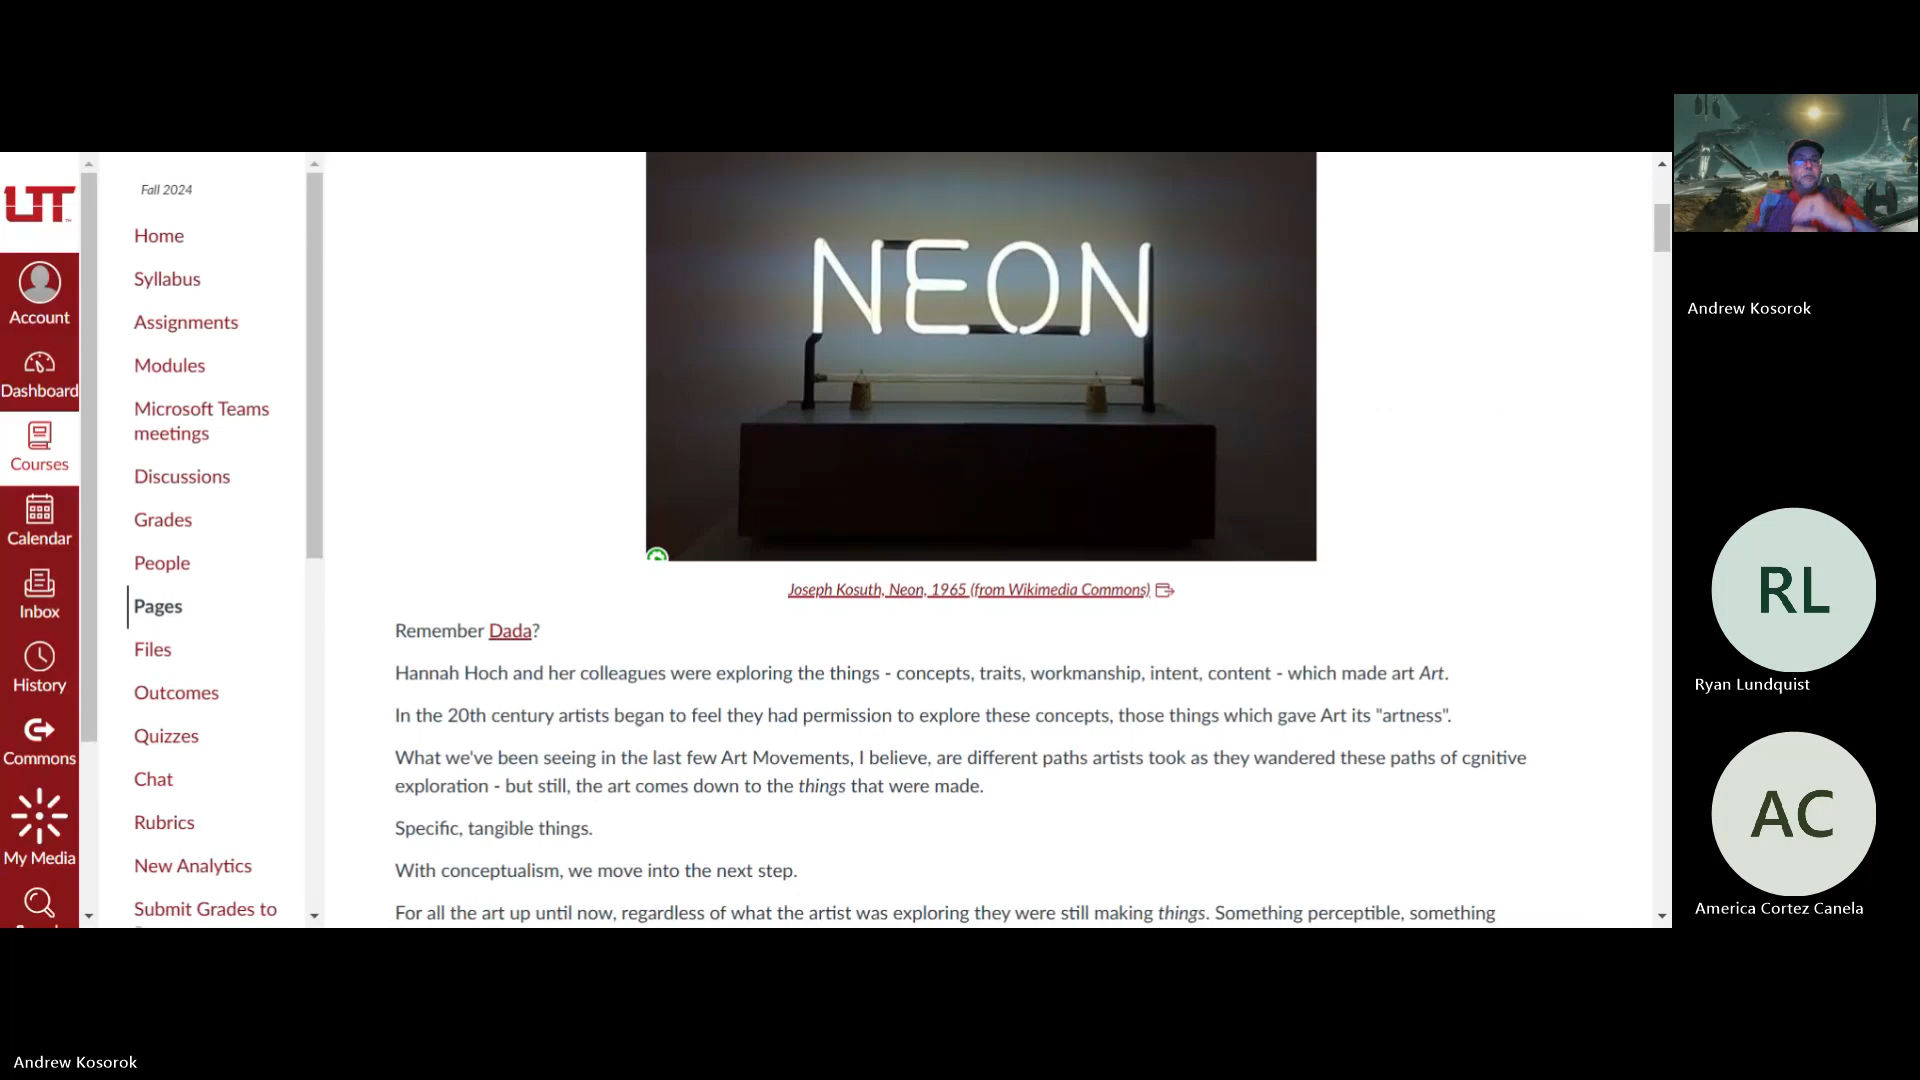 UT
Account
Dashboard
Courses
Calendar
Inbox
History
Commons
My Media
Fall 2024
Home
Syllabus
Assignments
Modules
Microsoft Teams
meetings
Discussions
Grades
People
Pages
Files
Outcomes
Quizzes
Chat
Rubrics
New Analytics
Submit Grades to
NEON
Joseph Kosuth, Neon, 1965 (from Wikimedia Commons)
Remember Dada?
Hannah Hoch and her colleagues were exploring the things - concepts, traits, workmanship, intent, content - which made art Art.
In the 20th century artists began to feel they had permission to explore these concepts, those things which gave Art its "artness".
What we've been seeing in the last few Art Movements, I believe, are different paths artists took as they wandered these paths of cgnitive
exploration - but still, the art comes down to the things that were made.
Specific, tangible things.
With conceptualism, we move into the next step.
For all the art up until now, regardless of what the artist was exploring they were still making things. Something perceptible, something
Andrew Kosorok
RL
Ryan Lundquist
AC
America Cortez Canela
Andrew Kosorok